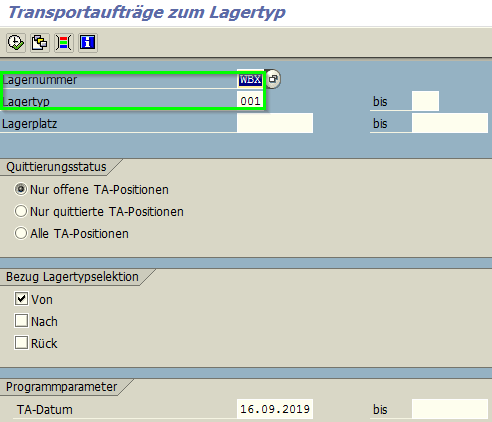 Transportaufträge zum Lagertyp
Lagernummer WBX
Lagertyp 001 bis
Lagerplatz bis
Quittierungsstatus
Nur offene TA-Positionen
Nur quittierte TA-Positionen
Alle TA-Positionen
Bezug Lagertypselektion
Von
Nach
Rück
Programmparameter
TA-Datum 16.09.2019 bis